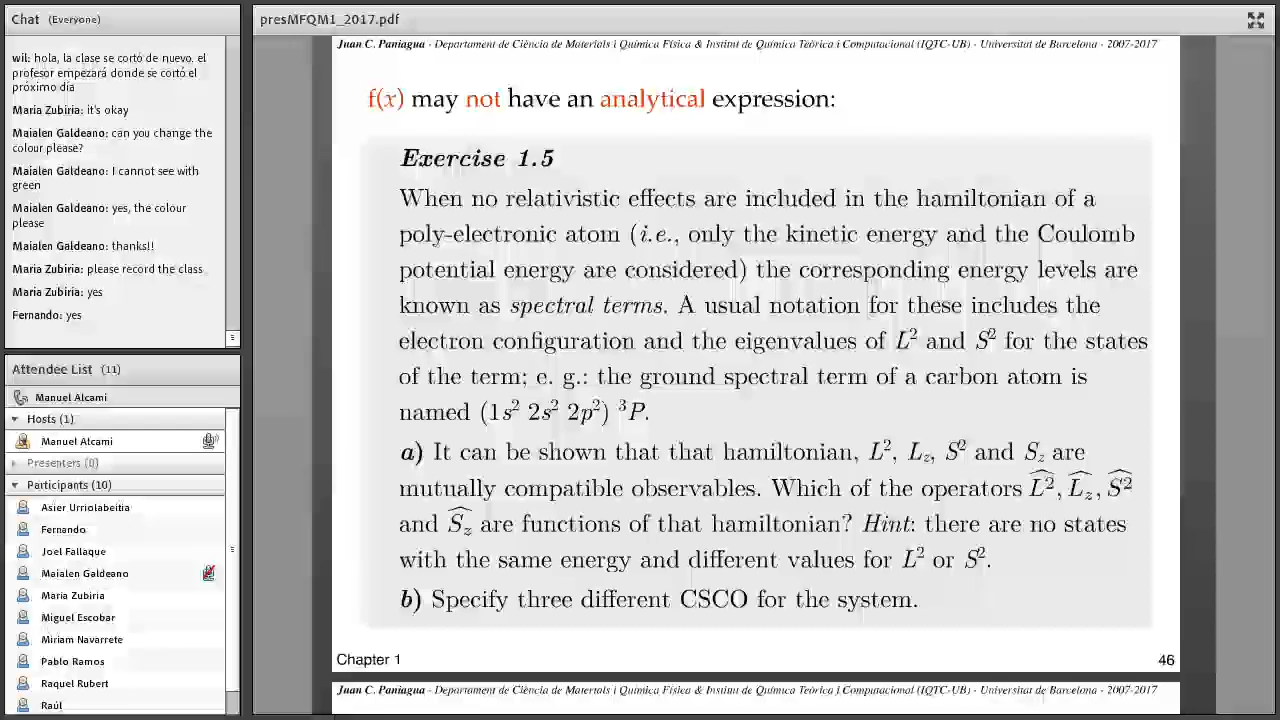 Chat (Everyone)
wil: hola, la clase se cortó de nuevo. el
profesor empezará donde se cortó el
próximo día
Maria Zubiria: it's okay
Maialen Galdeano: can you change the
colour please?
Maialen Galdeano: I cannot see with
green
Maialen Galdeano: yes, the colour
please
Maialen Galdeano: thanks!!
Maria Zubiria: please record the class
Maria Zubiria: yes
Fernando: yes
Attendee List (11)
Manuel Alcami
Hosts (1)
Manuel Alcami
Presenters (0)
Participants (10)
Asier Urriolabeitia
Fernando
Joel Fallaque
Maialen Galdeano
Maria Zubiria
Miguel Escobar
Miriam Navarrete
Pablo Ramos
Raquel Rubert
Raúl
presMFQM1_2017.pdf
Juan C. Paniagua - Departament de Ciència de Materials i Química Física & Institut de Química Teòrica i Computacional (IQTC-UB) - Universitat de Barcelona - 2007-2017
f(x) may not have an analytical expression:
Exercise 1.5
When no relativistic effects are included in the hamiltonian of a
poly-electronic atom (i.e., only the kinetic energy and the Coulomb
potential energy are considered) the corresponding energy levels are
known as spectral terms. A usual notation for these includes the
electron configuration and the eigenvalues of L² and S² for the states
of the term; e. g.: the ground spectral term of a carbon atom is
named (1s² 2s² 2p²) ³P.
a) It can be shown that that hamiltonian, L², L_z, S² and S_z are
mutually compatible observables. Which of the operators \widehat{L²}, \widehat{L_z}, \widehat{S²}
and \widehat{S_z} are functions of that hamiltonian? Hint: there are no states
with the same energy and different values for L² or S².
b) Specify three different CSCO for the system.
Chapter 1
46
Juan C. Paniagua - Departament de Ciència de Materials i Química Física & Institut de Química Teòrica i Computacional (IQTC-UB) - Universitat de Barcelona - 2007-2017